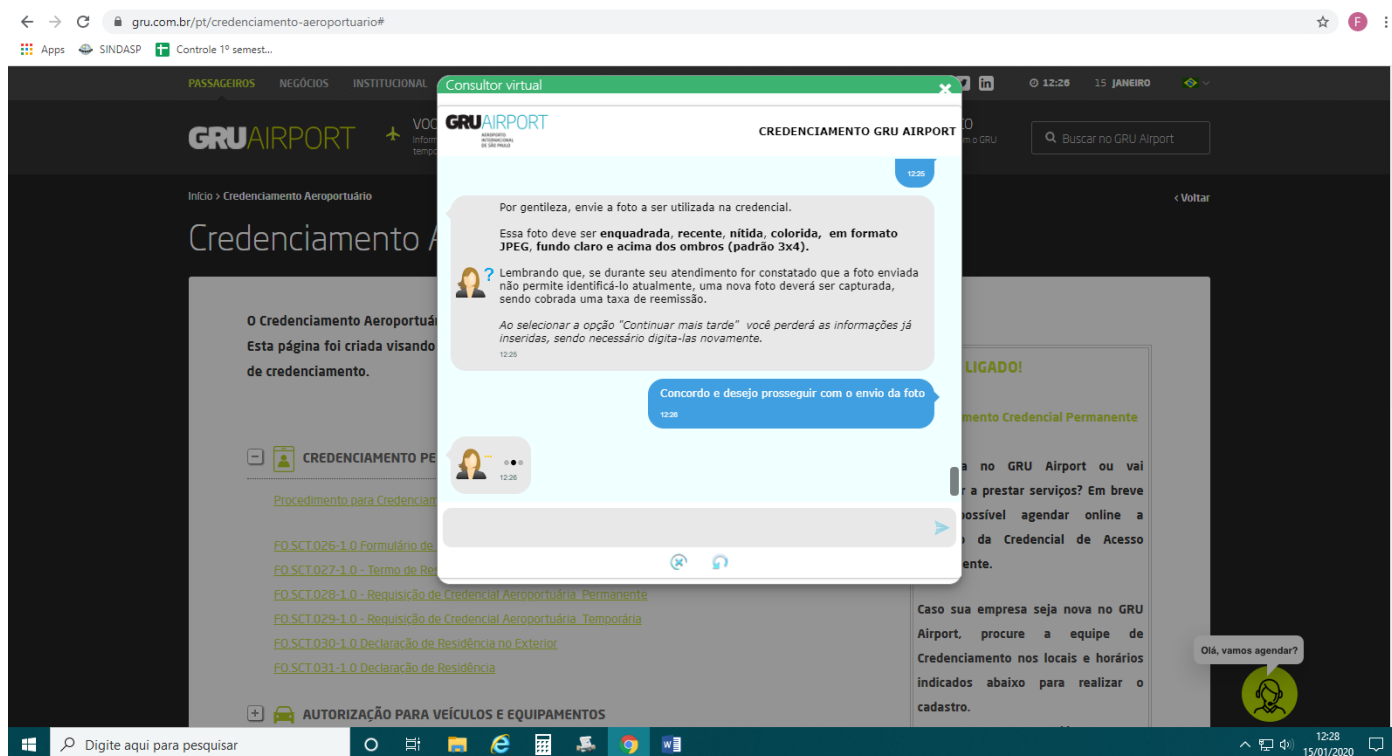 gru.com.br/pt/credenciamento-aeroportuario#
F
Apps SINDASP Controle 1º semest...
PASSAGEIROS NEGÓCIOS INSTITUCIONAL
12:26 15 JANEIRO
Consultor virtual
GRUAIRPORT
VOC
Buscar no GRU Airport
GRUAIRPORT
AEROPORTO
INTERNACIONAL
DE SÃO PAULO
CREDENCIAMENTO GRU AIRPORT
Início > Credenciamento Aeroportuário
< Voltar
Credenciamento A
12:25
Por gentileza, envie a foto a ser utilizada na credencial.
Essa foto deve ser enquadrada, recente, nítida, colorida, em formato
JPEG, fundo claro e acima dos ombros (padrão 3x4).
Lembrando que, se durante seu atendimento for constatado que a foto enviada
não permite identificá-lo atualmente, uma nova foto deverá ser capturada,
sendo cobrada uma taxa de reemissão.
Ao selecionar a opção "Continuar mais tarde" você perderá as informações já
inseridas, sendo necessário digita-las novamente.
12:25
Concordo e desejo prosseguir com o envio da foto
12:26
12:26
O Credenciamento Aeroportuár
Esta página foi criada visando
de credenciamento.
CREDENCIAMENTO PE
Procedimento para Credenciam
FO.SCT.026-1.0 Formulário de
FO.SCT.027-1.0 - Termo de Res
FO.SCT.028-1.0 - Requisição de Credencial Aeroportuária Permanente
FO.SCT.029-1.0 - Requisição de Credencial Aeroportuária Temporária
FO.SCT.030-1.0 Declaração de Residência no Exterior
FO.SCT.031-1.0 Declaração de Residência
AUTORIZAÇÃO PARA VEÍCULOS E EQUIPAMENTOS
LIGADO!
mento Credencial Permanente
a no GRU Airport ou vai
r a prestar serviços? Em breve
possível agendar online a
da Credencial de Acesso
ente.
Caso sua empresa seja nova no GRU
Airport, procure a equipe de
Credenciamento nos locais e horários
indicados abaixo para realizar o
cadastro.
Olá, vamos agendar?
Digite aqui para pesquisar
12:28
15/01/2020